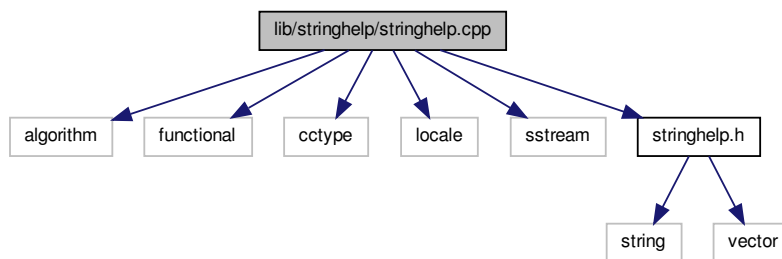 lib/stringhelp/stringhelp.cpp
algorithm
functional
cctype
locale
sstream
stringhelp.h
string
vector